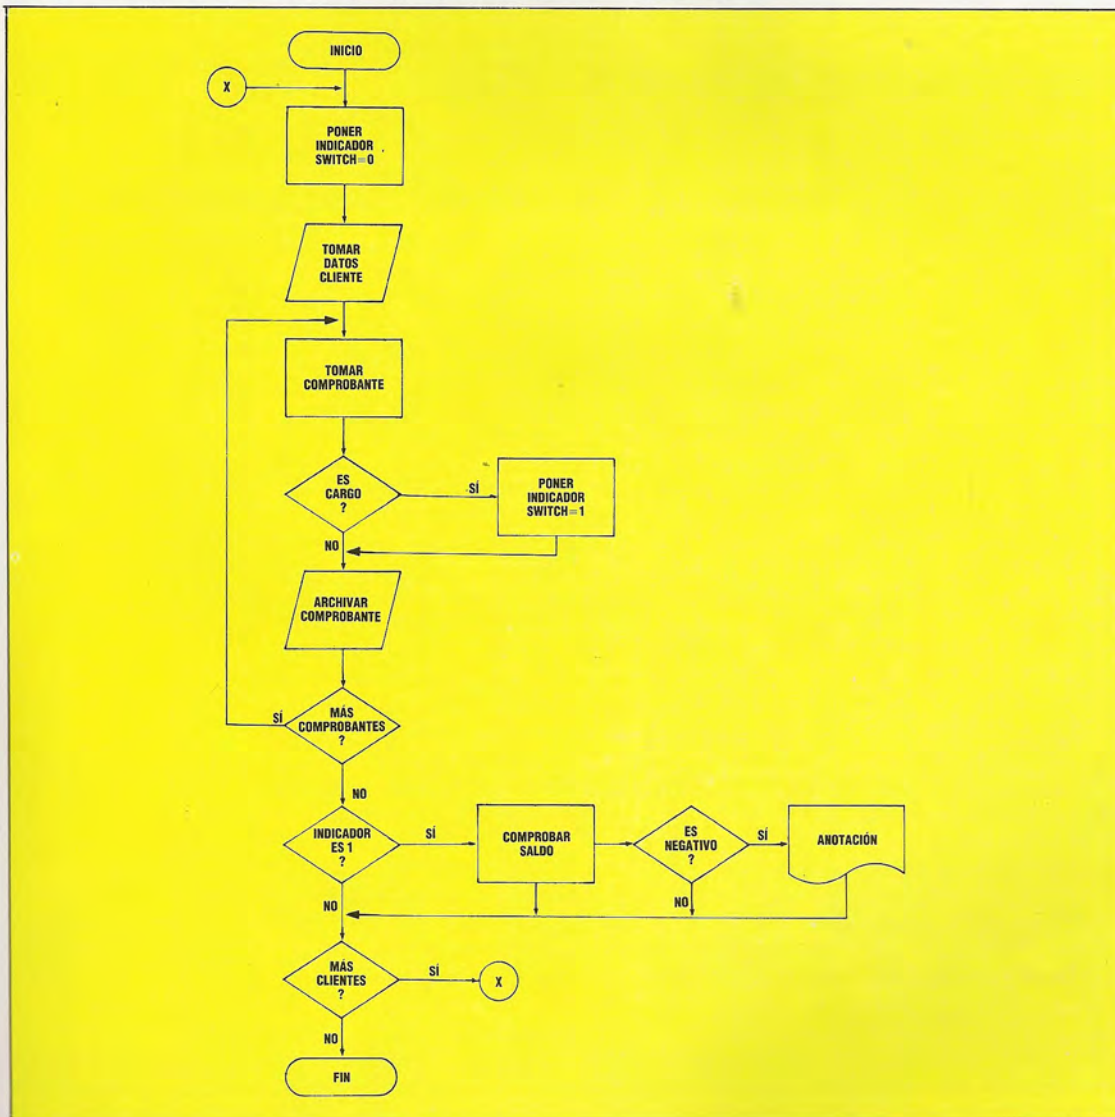 INICIO
X
PONER
INDICADOR
SWITCH=0
TOMAR
DATOS
CLIENTE
TOMAR
COMPROBANTE
ES
CARGO
?
SÍ
PONER
INDICADOR
SWITCH=1
NO
ARCHIVAR
COMPROBANTE
MÁS
COMPROBANTES
?
SÍ
NO
INDICADOR
ES 1
?
SÍ
COMPROBAR
SALDO
ES
NEGATIVO
?
SÍ
ANOTACIÓN
NO
NO
MÁS
CLIENTES
?
SÍ
X
NO
FIN